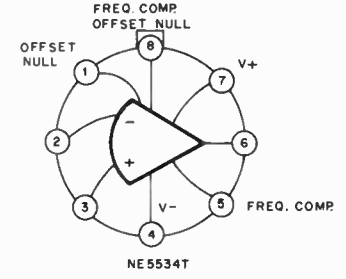 FREQ. COMP.
OFFSET NULL
8
OFFSET
NULL
1
7
V+
2
-
6
+
3
V-
5
FREQ. COMP.
4
NE5534T